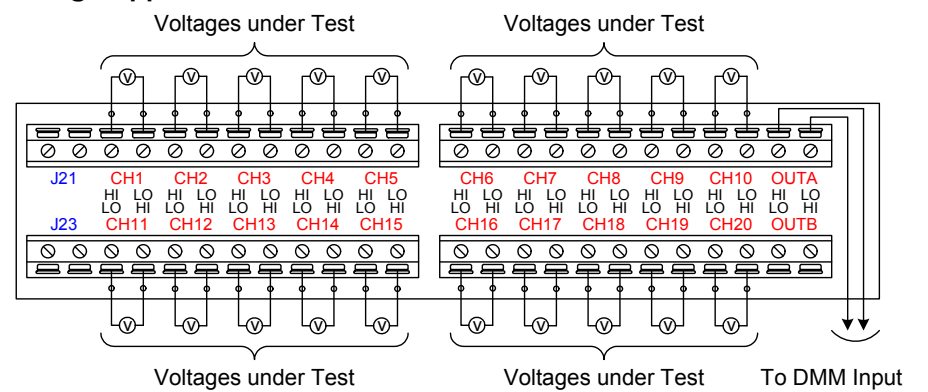 Voltages under Test Voltages under Test
V V V V V V V V V V
J21 CH1 CH2 CH3 CH4 CH5 CH6 CH7 CH8 CH9 CH10 OUTA
HI LO HI LO HI LO HI LO HI LO HI LO HI LO HI LO HI LO HI LO HI LO
LO HI LO HI LO HI LO HI LO HI LO HI LO HI LO HI LO HI LO HI LO HI
J23 CH11 CH12 CH13 CH14 CH15 CH16 CH17 CH18 CH19 CH20 OUTB
V V V V V V V V V V
Voltages under Test Voltages under Test To DMM Input